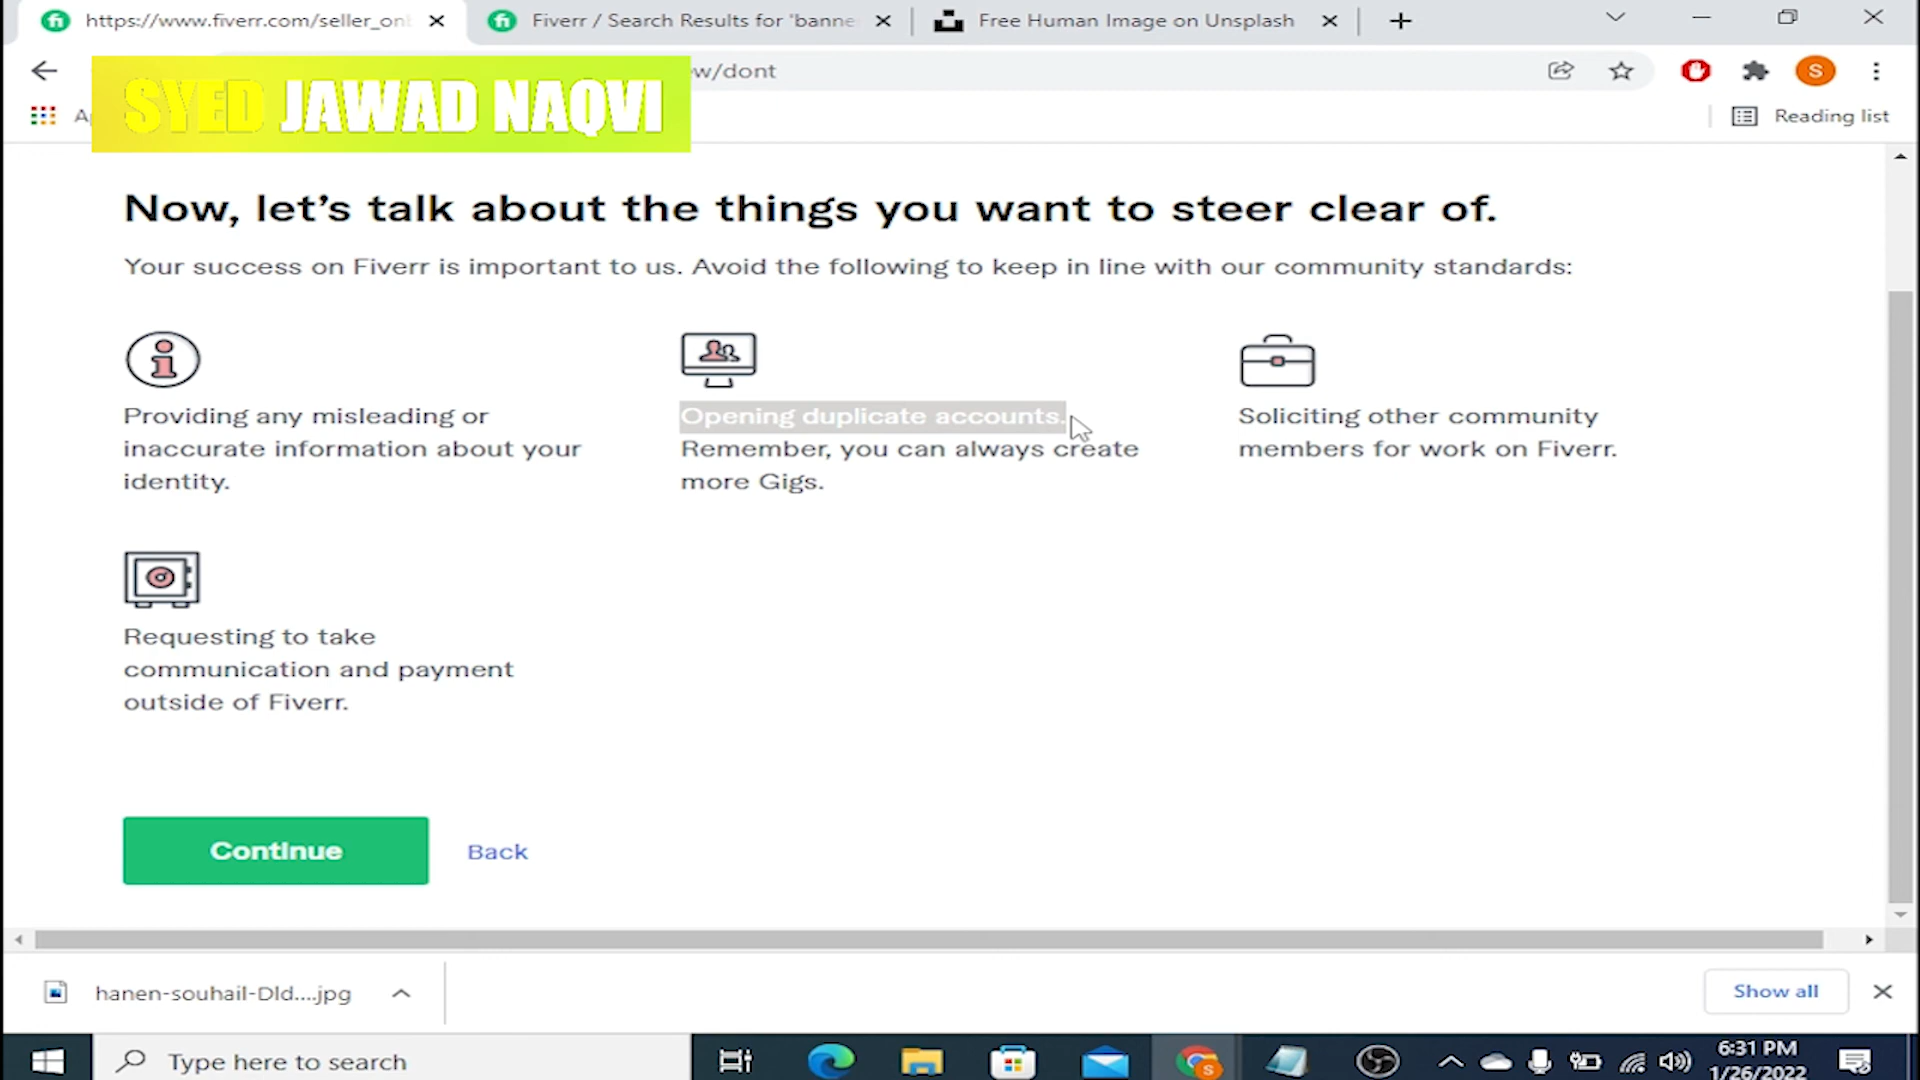 https://www.fiverr.com/seller_onb
Fiverr / Search Results for 'banne
Free Human Image on Unsplash
w/dont
S
SYED JAWAD NAQVI
Reading list
Now, let's talk about the things you want to steer clear of.
Your success on Fiverr is important to us. Avoid the following to keep in line with our community standards:
Providing any misleading or
inaccurate information about your
identity.
Opening duplicate accounts.
Remember, you can always create
more Gigs.
Soliciting other community
members for work on Fiverr.
Requesting to take
communication and payment
outside of Fiverr.
Continue
Back
hanen-souhail-Dld....jpg
Show all
Type here to search
6:31 PM
1/26/2022